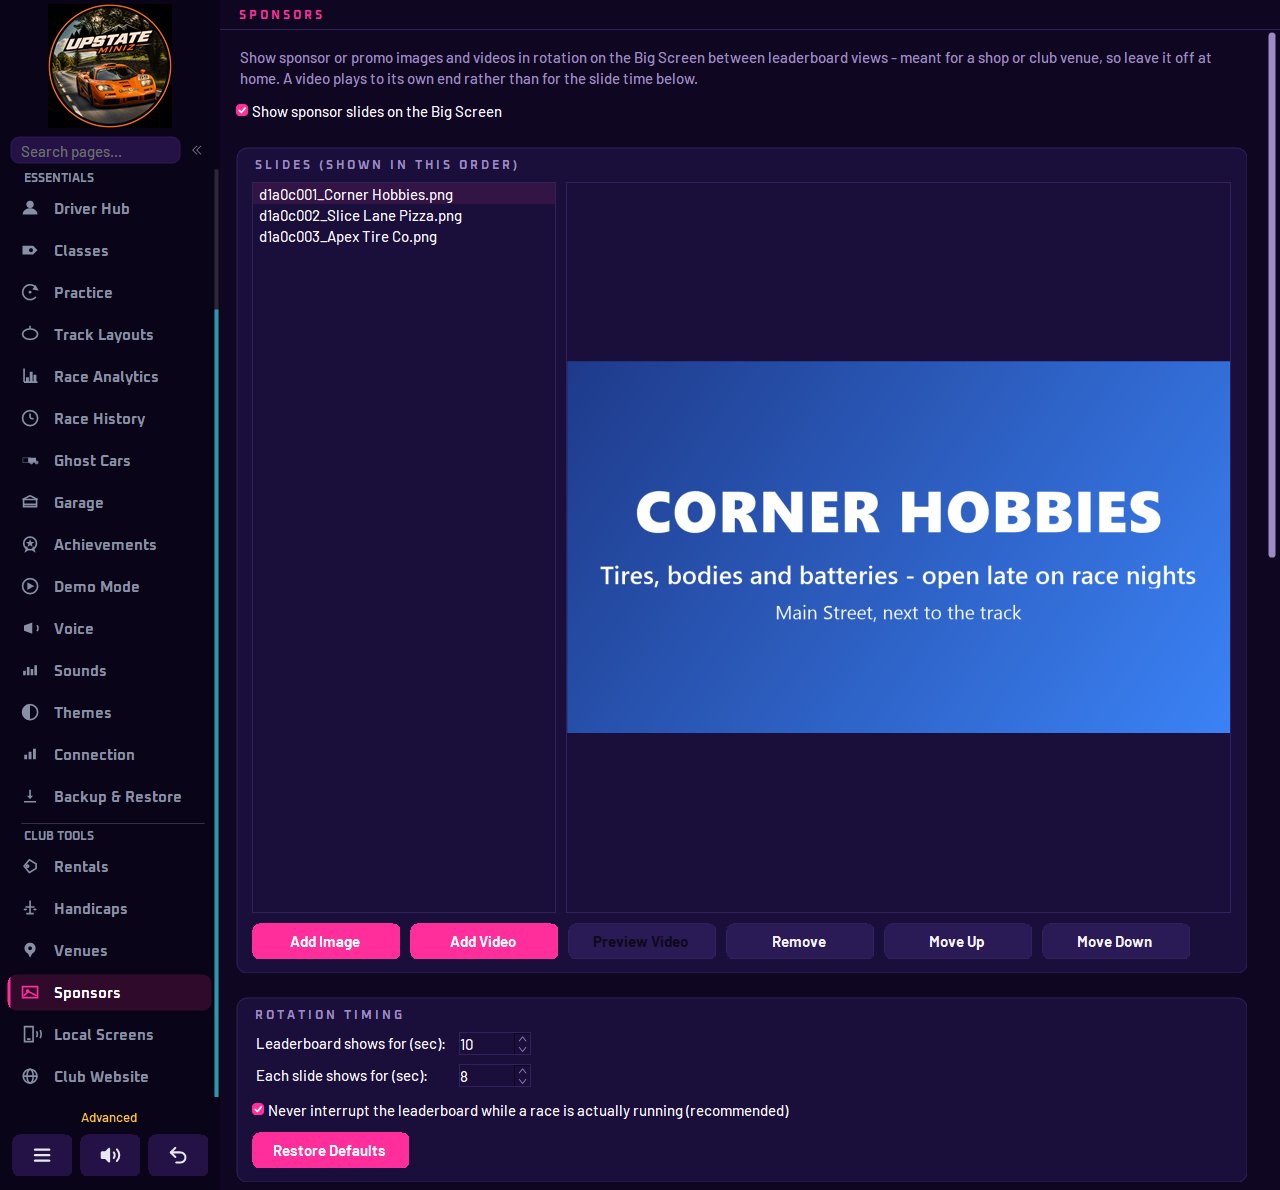 UPSTATE
MINIZ
Search pages...
ESSENTIALS
Driver Hub
Classes
Practice
Track Layouts
Race Analytics
Race History
Ghost Cars
Garage
Achievements
Demo Mode
Voice
Sounds
Themes
Connection
Backup & Restore
CLUB TOOLS
Rentals
Handicaps
Venues
Sponsors
Local Screens
Club Website
Advanced
SPONSORS
Show sponsor or promo images and videos in rotation on the Big Screen between leaderboard views - meant for a shop or club venue, so leave it off at
home. A video plays to its own end rather than for the slide time below.
Show sponsor slides on the Big Screen
SLIDES (SHOWN IN THIS ORDER)
d1a0c001_Corner Hobbies.png
d1a0c002_Slice Lane Pizza.png
d1a0c003_Apex Tire Co.png
CORNER HOBBIES
Tires, bodies and batteries - open late on race nights
Main Street, next to the track
Add Image
Add Video
Preview Video
Remove
Move Up
Move Down
ROTATION TIMING
Leaderboard shows for (sec): 10
Each slide shows for (sec): 8
Never interrupt the leaderboard while a race is actually running (recommended)
Restore Defaults